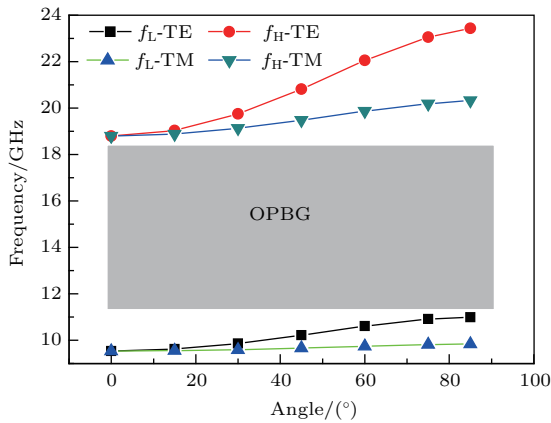 24
22
20
18
16
14
12
10
Frequency/GHz
f_L-TE f_H-TE
f_L-TM f_H-TM
OPBG
0 20 40 60 80 100
Angle/(°)